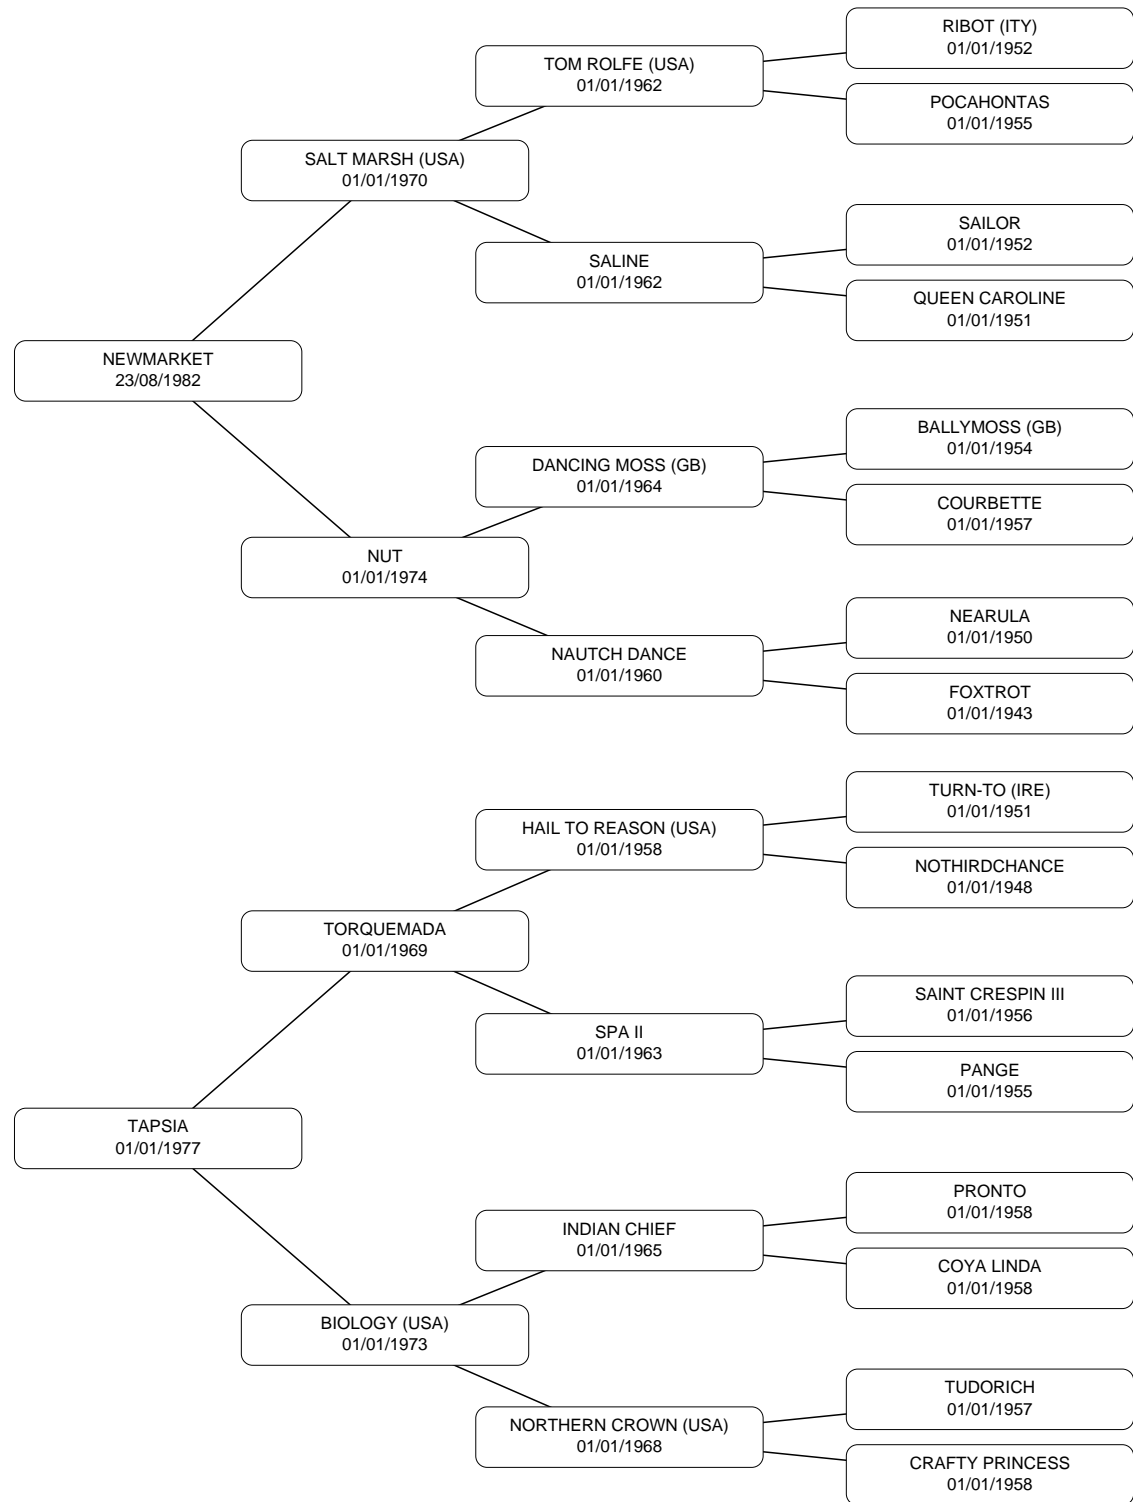 RIBOT (ITY)
01/01/1952
TOM ROLFE (USA)
01/01/1962
POCAHONTAS
01/01/1955
SALT MARSH (USA)
01/01/1970
SAILOR
01/01/1952
SALINE
01/01/1962
QUEEN CAROLINE
01/01/1951
NEWMARKET
23/08/1982
BALLYMOSS (GB)
01/01/1954
DANCING MOSS (GB)
01/01/1964
COURBETTE
01/01/1957
NUT
01/01/1974
NEARULA
01/01/1950
NAUTCH DANCE
01/01/1960
FOXTROT
01/01/1943
TURN-TO (IRE)
01/01/1951
HAIL TO REASON (USA)
01/01/1958
NOTHIRDCHANCE
01/01/1948
TORQUEMADA
01/01/1969
SAINT CRESPIN III
01/01/1956
SPA II
01/01/1963
PANGE
01/01/1955
TAPSIA
01/01/1977
PRONTO
01/01/1958
INDIAN CHIEF
01/01/1965
COYA LINDA
01/01/1958
BIOLOGY (USA)
01/01/1973
TUDORICH
01/01/1957
NORTHERN CROWN (USA)
01/01/1968
CRAFTY PRINCESS
01/01/1958